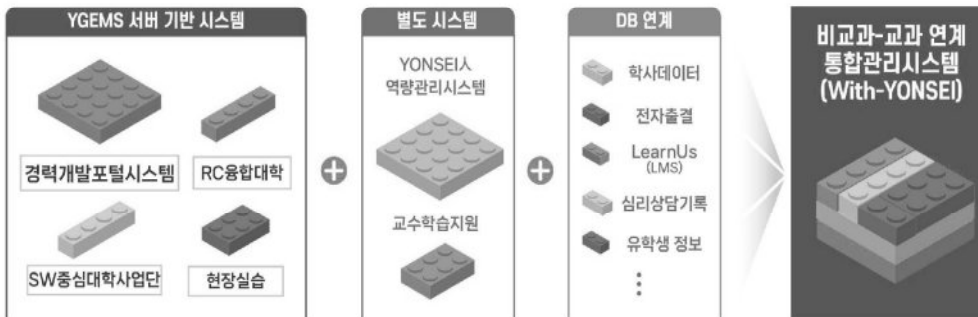 YGEMS 서버 기반 시스템
경력개발포털시스템
RC융합대학
SW중심대학사업단
현장실습
별도 시스템
YONSEI人
역량관리시스템
교수학습지원
DB 연계
학사데이터
전자출결
LearnUs
(LMS)
심리상담기록
유학생 정보
비교과-교과 연계
통합관리시스템
(With-YONSEI)